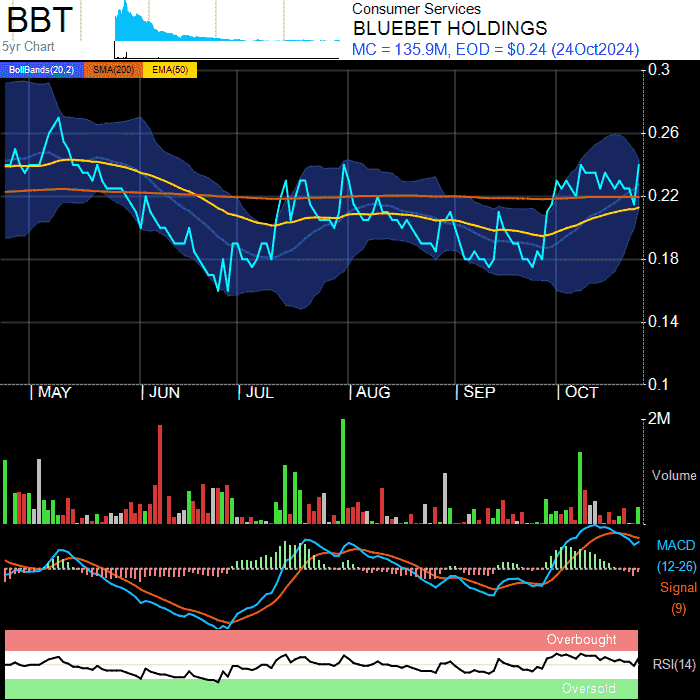 BBT
5yr Chart
Consumer Services
BLUEBET HOLDINGS
MC = 135.9M, EOD = $0.24 (24Oct2024)
BollBands(20,2) SMA(200) EMA(50)
0.3
0.26
0.22
0.18
0.14
0.1
MAY JUN JUL AUG SEP OCT
2M
Volume
MACD
(12-26)
Signal
(9)
Overbought
RSI(14)
Oversold